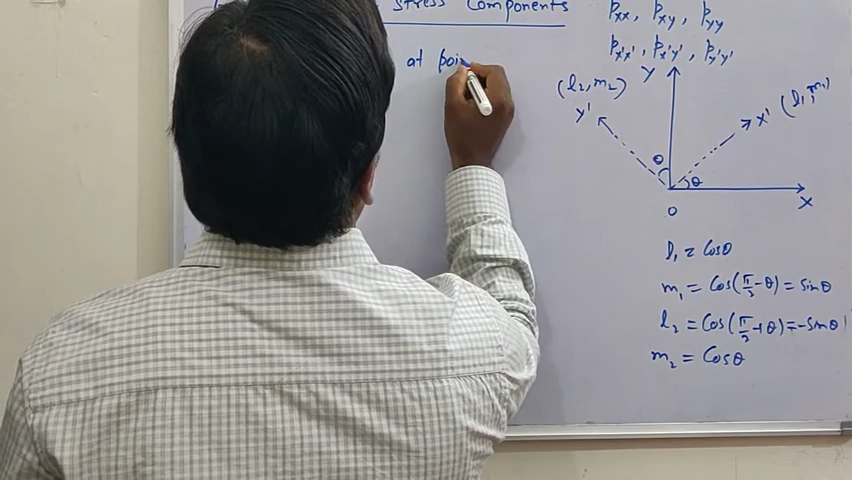 Stress Components
at poi
Pxx, Pxy, Pyy
Px'x', Px'y', Py'y'
Y
(l₂, m₂)
Y'
X' (l₁, m₁)
θ
θ
O
X
l₁ = Cosθ
m₁ = Cos(π/2 - θ) = Sinθ
l₂ = Cos(π/2 + θ) = -Sinθ
m₂ = Cosθ